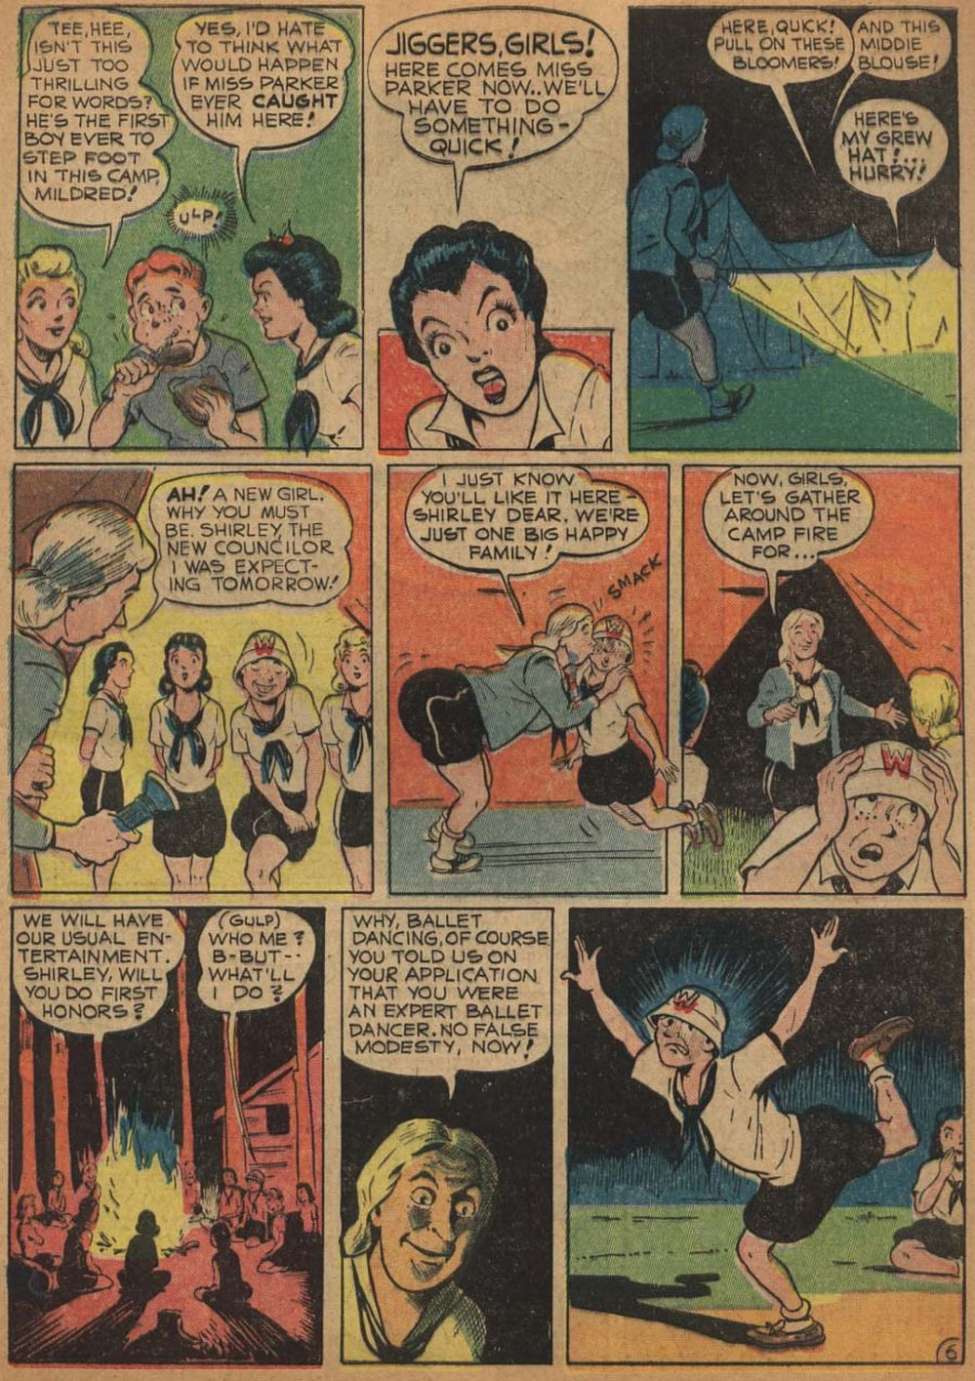 TEE, HEE,
ISN'T THIS
JUST TOO
THRILLING
FOR WORDS?
HE'S THE FIRST
BOY EVER TO
STEP FOOT
IN THIS CAMP,
MILDRED!
YES, I'D HATE
TO THINK WHAT
WOULD HAPPEN
IF MISS PARKER
EVER CAUGHT
HIM HERE!
ULP!
JIGGERS, GIRLS!
HERE COMES MISS
PARKER NOW.. WE'LL
HAVE TO DO
SOMETHING-
QUICK!
HERE, QUCK!
PULL ON THESE
BLOOMERS!
AND THIS
MIDDIE
BLOUSE!
HERE'S
MY GREW
HAT!...
HURRY!
AH! A NEW GIRL.
WHY YOU MUST
BE SHIRLEY, THE
NEW COUNCILOR
I WAS EXPECT-
ING TOMORROW!
W
I JUST KNOW
YOU'LL LIKE IT HERE -
SHIRLEY DEAR. WE'RE
JUST ONE BIG HAPPY
FAMILY!
SMACK
W
NOW, GIRLS,
LET'S GATHER
AROUND THE
CAMP FIRE
FOR...
W
WE WILL HAVE
OUR USUAL EN-
TERTAINMENT.
SHIRLEY, WILL
YOU DO FIRST
HONORS?
(GULP)
WHO ME?
B-BUT--
WHAT'LL
I DO?
WHY, BALLET
DANCING, OF COURSE
YOU TOLD US ON
YOUR APPLICATION
THAT YOU WERE
AN EXPERT BALLET
DANCER. NO FALSE
MODESTY, NOW!
W
6